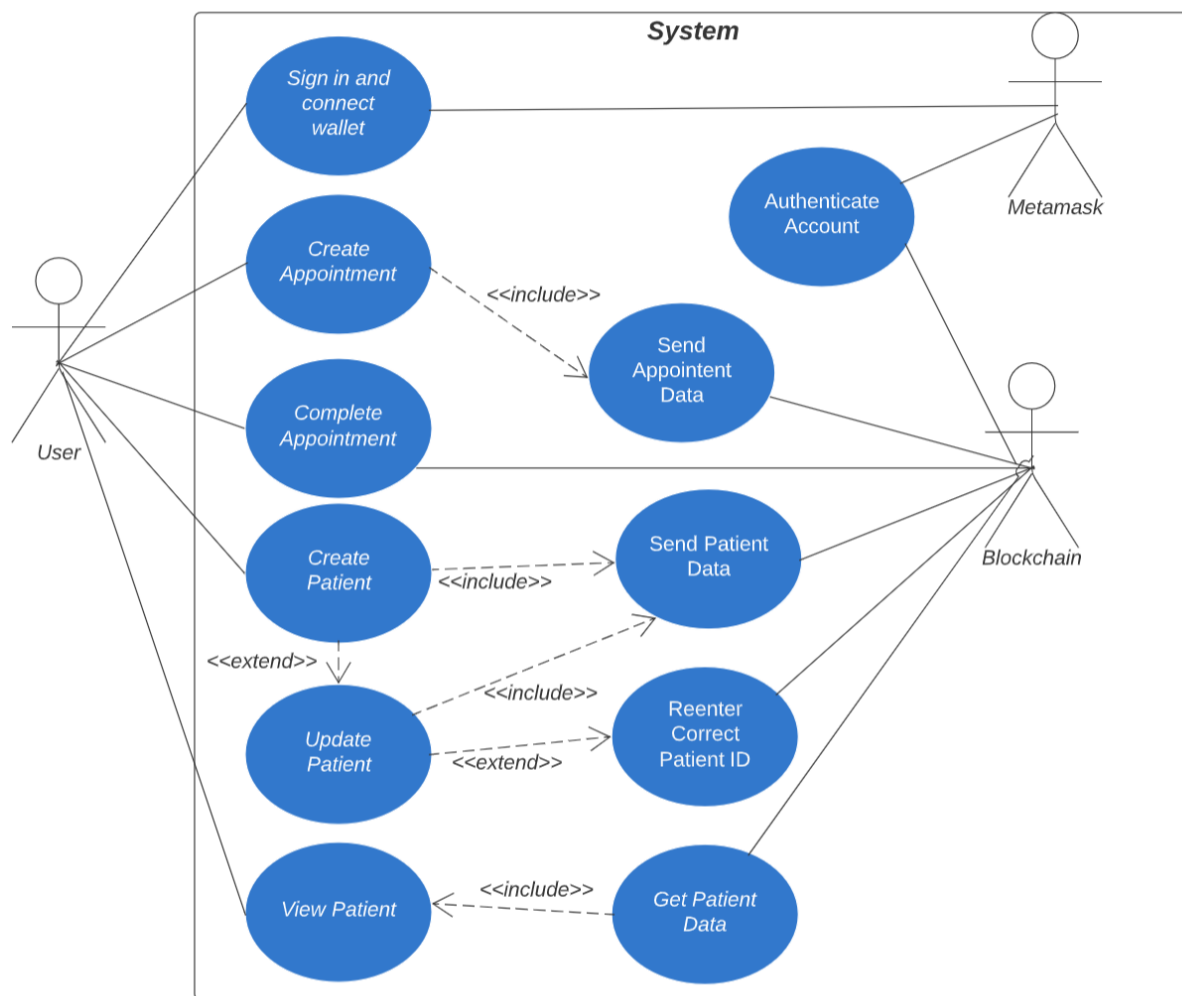 System
Sign in and
connect
wallet
Metamask
Authenticate
Account
Create
Appointment
<<include>>
Send
Appointent
Data
User
Complete
Appointment
Blockchain
Create
Patient
<<include>>
Send Patient
Data
<<extend>>
Update
Patient
<<include>>
<<extend>>
Reenter
Correct
Patient ID
View Patient
<<include>>
Get Patient
Data